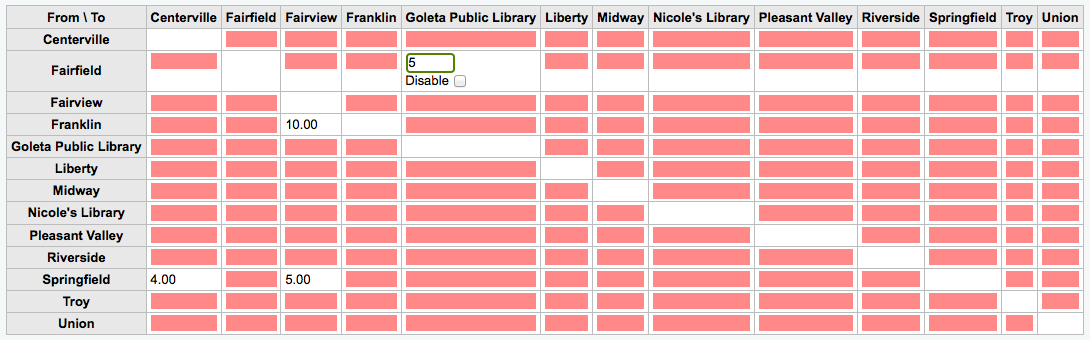 From \ To Centerville Fairfield Fairview Franklin Goleta Public Library Liberty Midway Nicole's Library Pleasant Valley Riverside Springfield Troy Union
Centerville
Fairfield 5
Disable
Fairview
Franklin 10.00
Goleta Public Library
Liberty
Midway
Nicole's Library
Pleasant Valley
Riverside
Springfield 4.00 5.00
Troy
Union